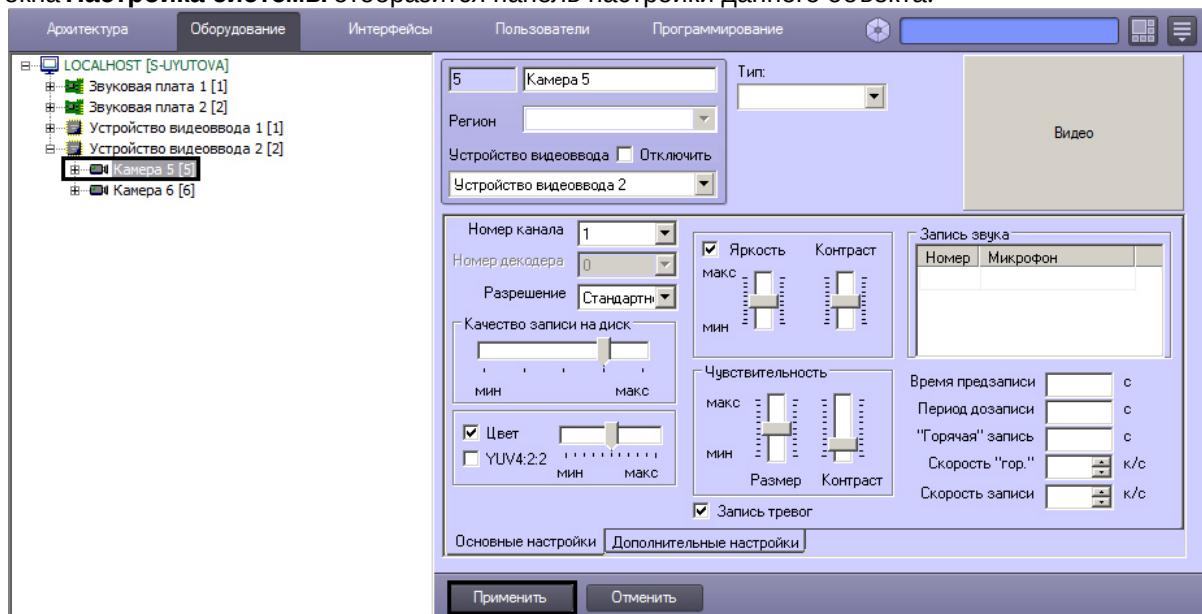 окна Настройка системы отобразится панель настройки данного объекта.
Архитектура Оборудование Интерфейсы Пользователи Программирование
LOCALHOST [S-UYUTOVA]
Звуковая плата 1 [1]
Звуковая плата 2 [2]
Устройство видеоввода 1 [1]
Устройство видеоввода 2 [2]
Камера 5 [5]
Камера 6 [6]
5 Камера 5
Тип:
Регион
Устройство видеоввода Отключить
Устройство видеоввода 2
Видео
Номер канала 1
Номер декодера 0
Разрешение Стандартн
Качество записи на диск
мин макс
Цвет
YUV4:2:2
мин макс
Яркость Контраст
макс
мин
Чувствительность
макс
мин
Размер Контраст
Запись тревог
Запись звука
Номер Микрофон
Время предзаписи с
Период дозаписи с
"Горячая" запись с
Скорость "гор." к/с
Скорость записи к/с
Основные настройки Дополнительные настройки
Применить Отменить